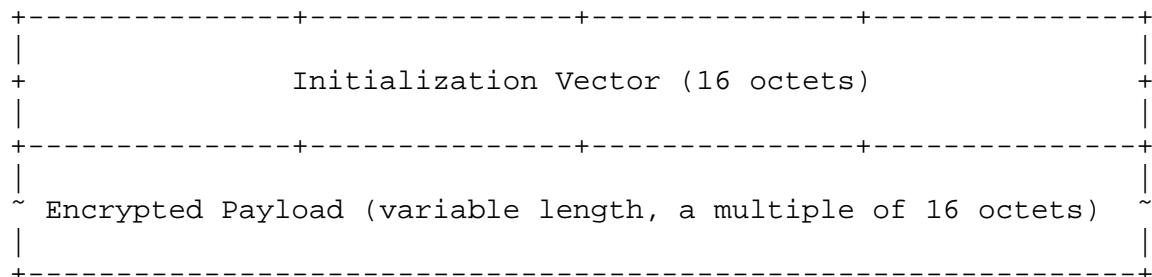 Initialization Vector (16 octets)
Encrypted Payload (variable length, a multiple of 16 octets)